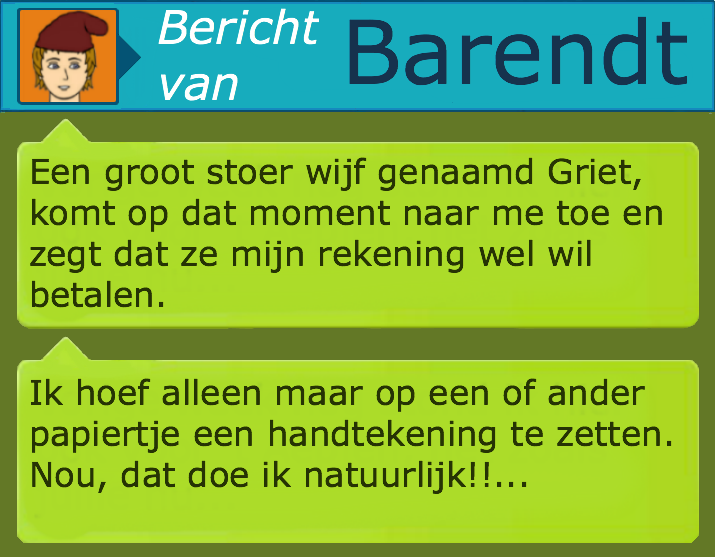 Bericht
van
Barendt
Een groot stoer wijf genaamd Griet,
komt op dat moment naar me toe en
zegt dat ze mijn rekening wel wil
betalen.
Ik hoef alleen maar op een of ander
papiertje een handtekening te zetten.
Nou, dat doe ik natuurlijk!!...